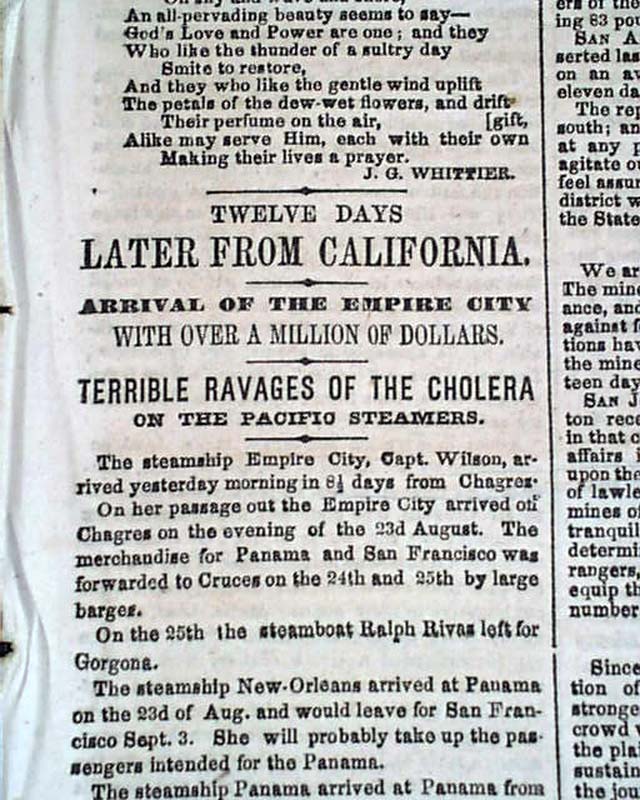 An all-pervading beauty seems to say—
God's Love and Power are one; and they
Who like the thunder of a sultry day
Smite to restore,
And they who like the gentle wind uplift
The petals of the dew-wet flowers, and drift
Their perfume on the air, [gift,
Alike may serve Him, each with their own
Making their lives a prayer.
J. G. WHITTIER.
TWELVE DAYS
LATER FROM CALIFORNIA.
ARRIVAL OF THE EMPIRE CITY
WITH OVER A MILLION OF DOLLARS.
TERRIBLE RAVAGES OF THE CHOLERA
ON THE PACIFIC STEAMERS.
The steamship Empire City, Capt. Wilson, ar-
rived yesterday morning in 8½ days from Chagres.
On her passage out the Empire City arrived off
Chagres on the evening of the 23d August. The
merchandise for Panama and San Francisco was
forwarded to Cruces on the 24th and 25th by large
barges.
On the 25th the steamboat Ralph Rivas left for
Gorgona.
The steamship New-Orleans arrived at Panama
on the 23d of Aug. and would leave for San Fran-
cisco Sept. 3. She will probably take up the pas-
sengers intended for the Panama.
The steamship Panama arrived at Panama from
ers of the
ing 83 pou
SAN A
serted las
on an av
eleven da
The rep
south; an
at any p
agitate ou
feel assu
district w
the State
We ar
The mine
ance, and
against f
tions hav
the mine
teen day
SAN J
ton rece
in that c
affairs i
upon the
of lawle
mines of
tranquil
determi
rangers,
equip th
number
Since
tion of
stronge
crowd w
the pla
sustain
the jou